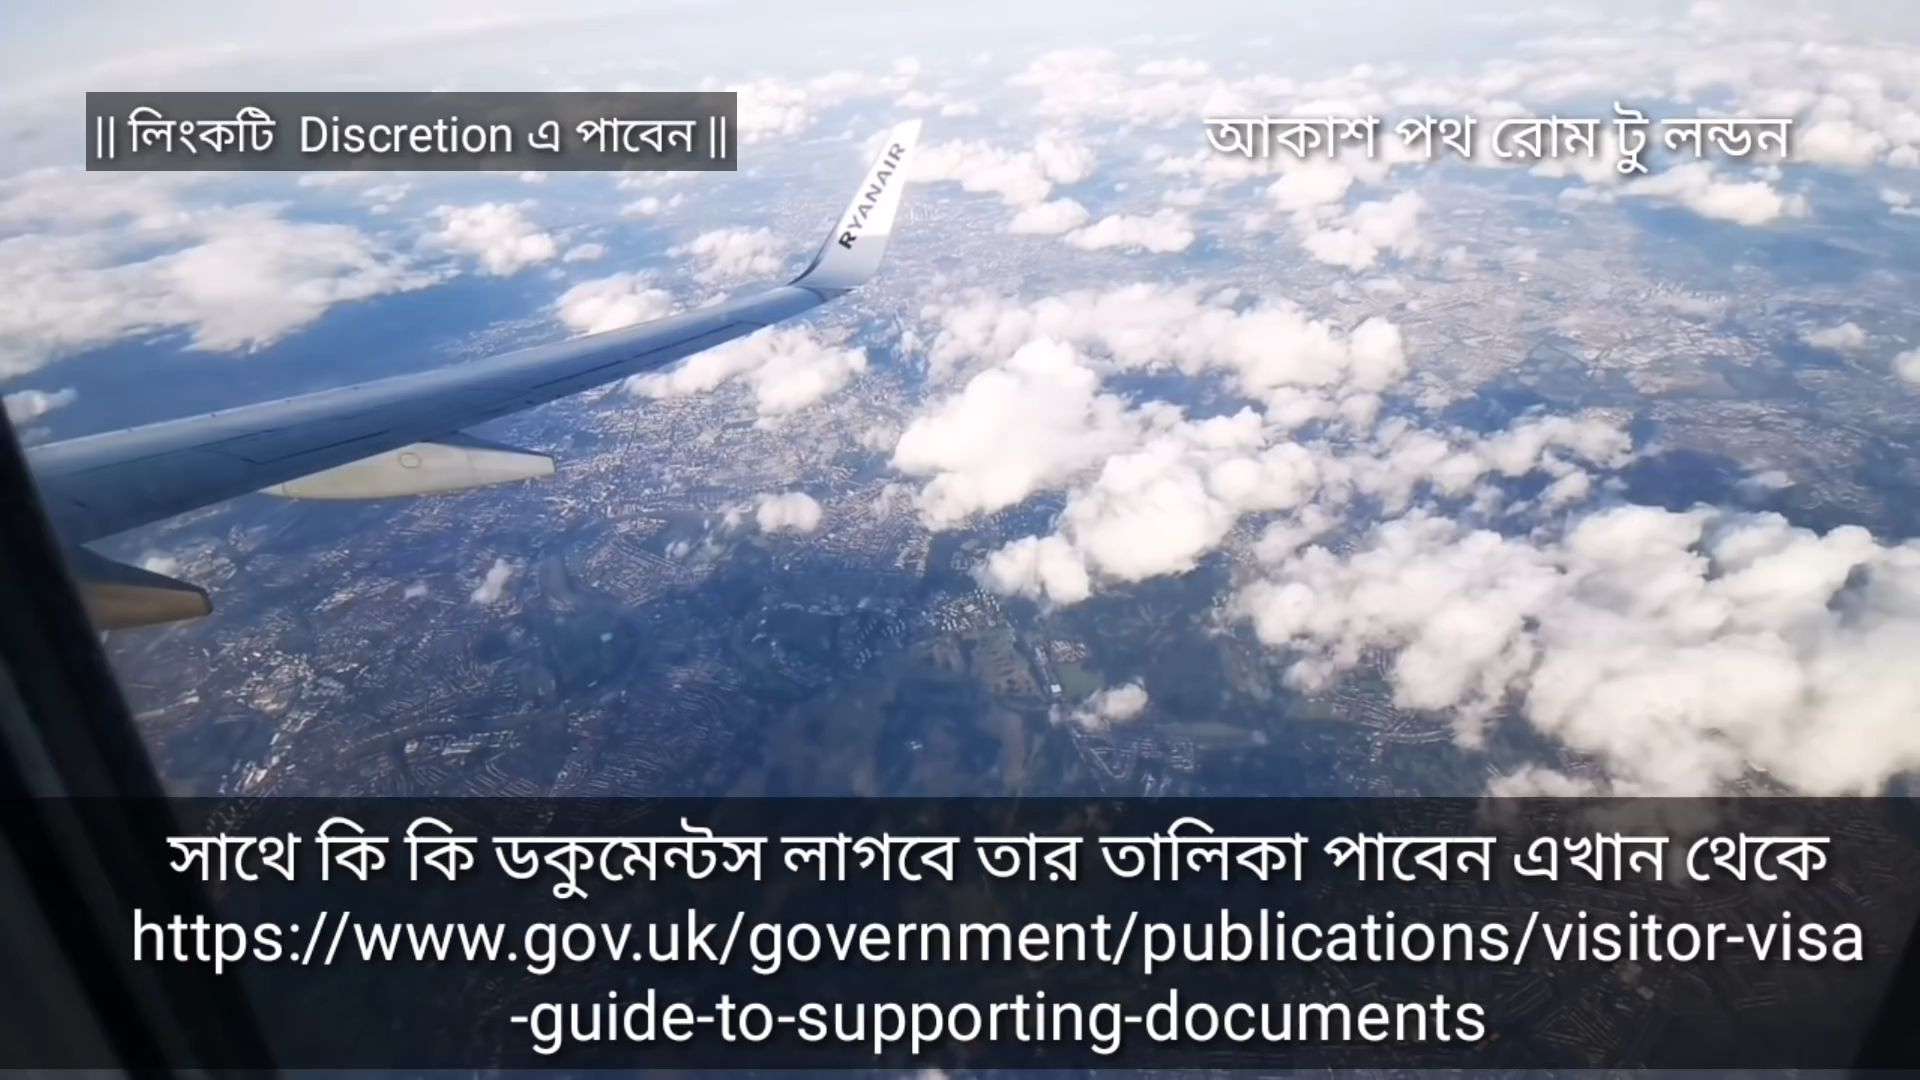 || লিংকটি  Discretion এ পাবেন ||
আকাশ পথ রোম টু লন্ডন
RYANAIR
সাথে কি কি ডকুমেন্টস লাগবে তার তালিকা পাবেন এখান থেকে
https://www.gov.uk/government/publications/visitor-visa
-guide-to-supporting-documents